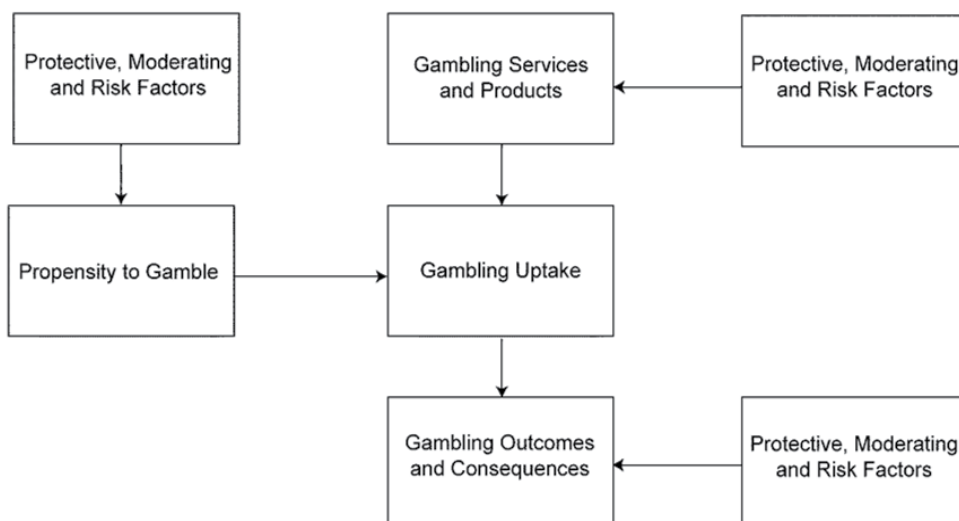 Protective, Moderating
and Risk Factors
Gambling Services
and Products
Protective, Moderating
and Risk Factors
Propensity to Gamble
Gambling Uptake
Gambling Outcomes
and Consequences
Protective, Moderating
and Risk Factors